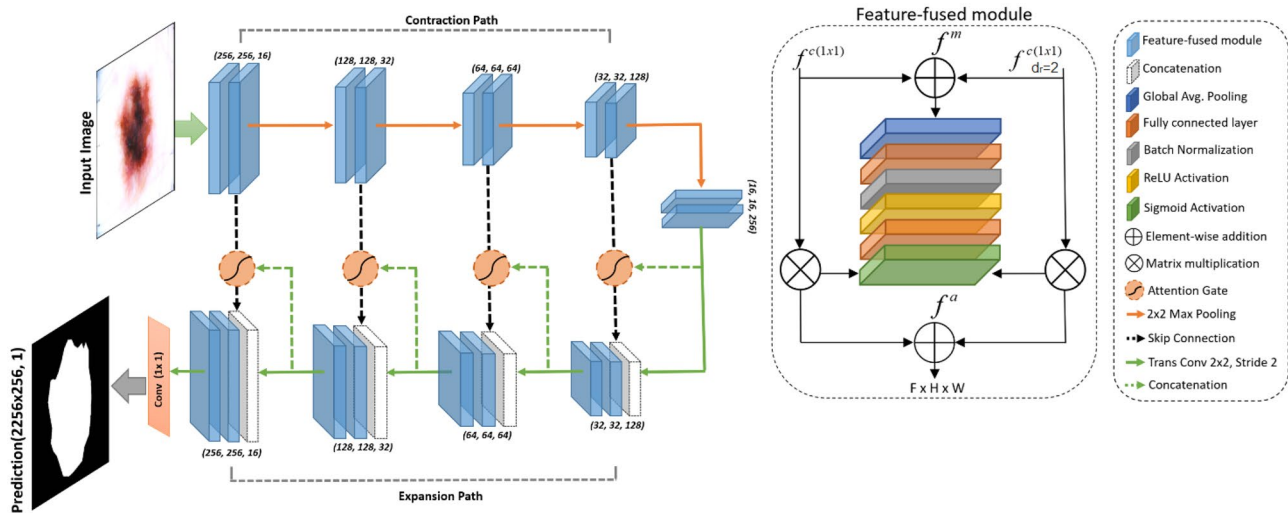 Contraction Path
Input Image
(256, 256, 16)
(128, 128, 32)
(64, 64, 64)
(32, 32, 128)
(16, 16, 256)
Prediction(2256x256, 1)
Conv (1x 1)
(256, 256, 16)
(128, 128, 32)
(64, 64, 64)
(32, 32, 128)
Expansion Path
Feature-fused module
f^{c(1x1)}
f^m
f^{c(1x1)}
dr=2
f^a
F x H x W
Feature-fused module
Concatenation
Global Avg. Pooling
Fully connected layer
Batch Normalization
ReLU Activation
Sigmoid Activation
Element-wise addition
Matrix multiplication
Attention Gate
2x2 Max Pooling
Skip Connection
Trans Conv 2x2, Stride 2
Concatenation